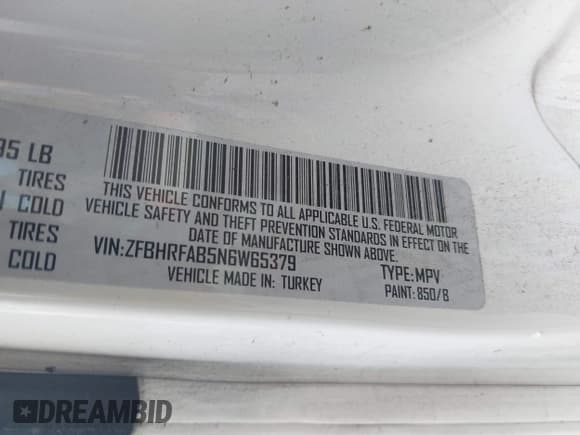 95 LB
TIRES
COLD
TIRES
COLD
THIS VEHICLE CONFORMS TO ALL APPLICABLE U.S. FEDERAL MOTOR
VEHICLE SAFETY AND THEFT PREVENTION STANDARDS IN EFFECT ON THE
DATE OF MANUFACTURE SHOWN ABOVE.
VIN:ZFBHRFAB5N6W65379
TYPE:MPV
VEHICLE MADE IN: TURKEY
PAINT: 850/B
DREAMBID